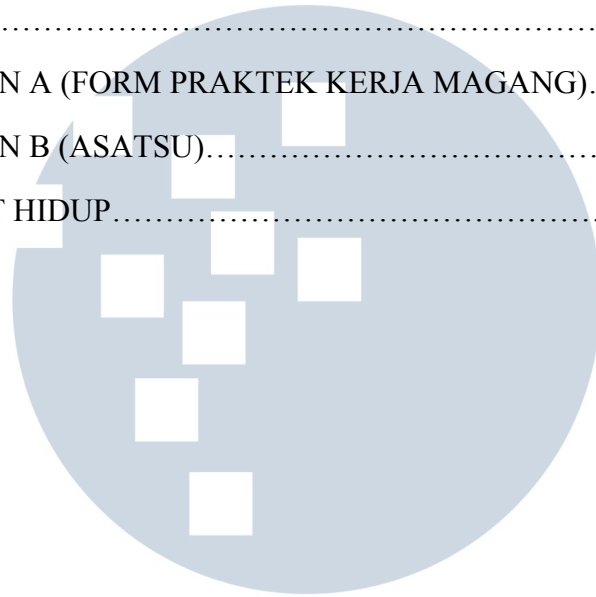 ……………………………………………………………
N A (FORM PRAKTEK KERJA MAGANG).
N B (ASATSU)……………………………………
T HIDUP………………………………………………